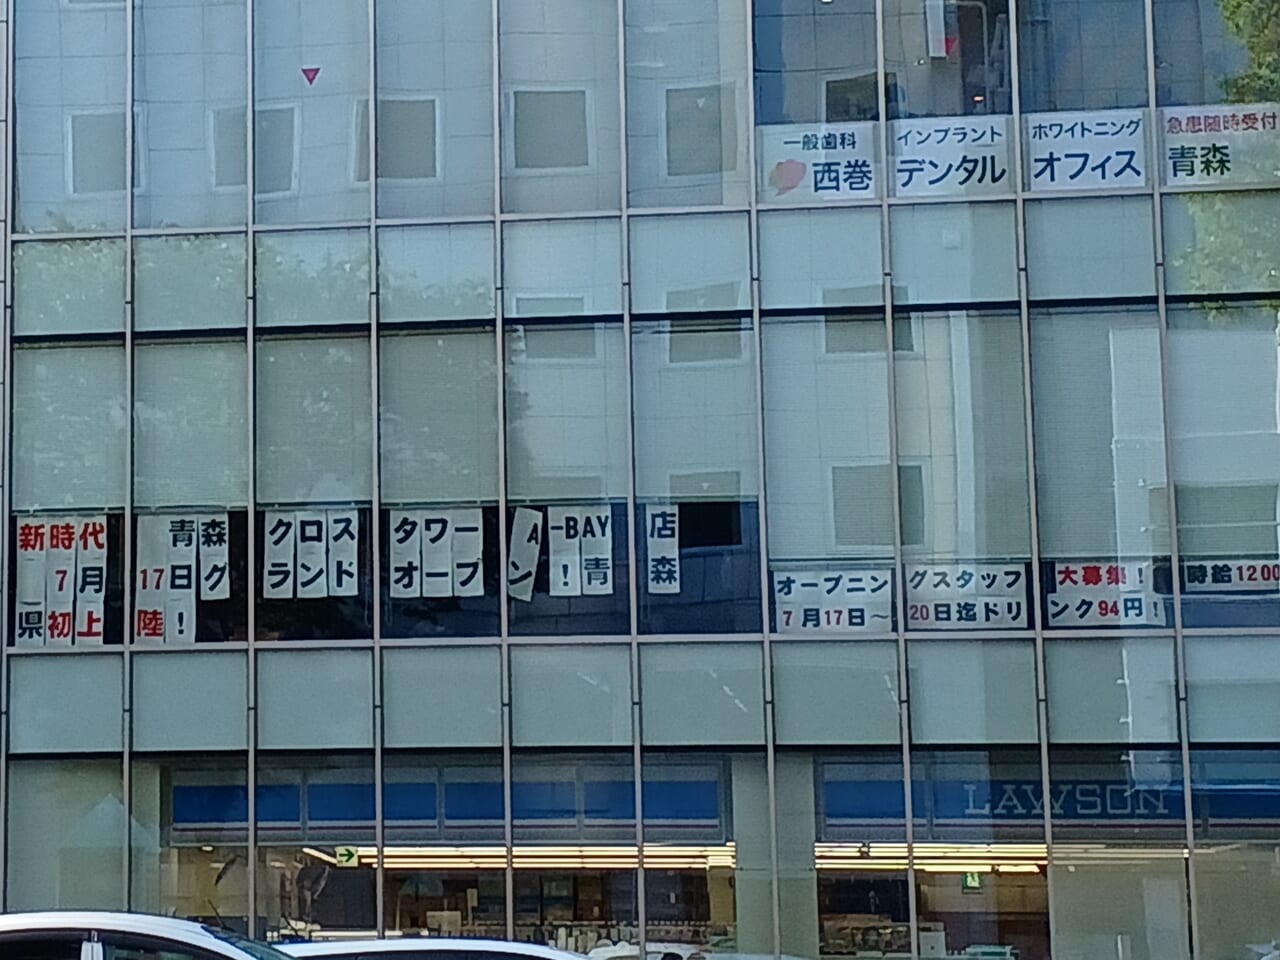 一般歯科 インプラント ホワイトニング 急患随時受付
西巻 デンタル オフィス 青森
新時代 青森 クロス タワー A-BAY 店
7月 17日 グランド オープン! 青森
県初上陸!
オープニングスタッフ大募集! 時給1200
7月17日～20日迄ドリンク94円!
LAWSON